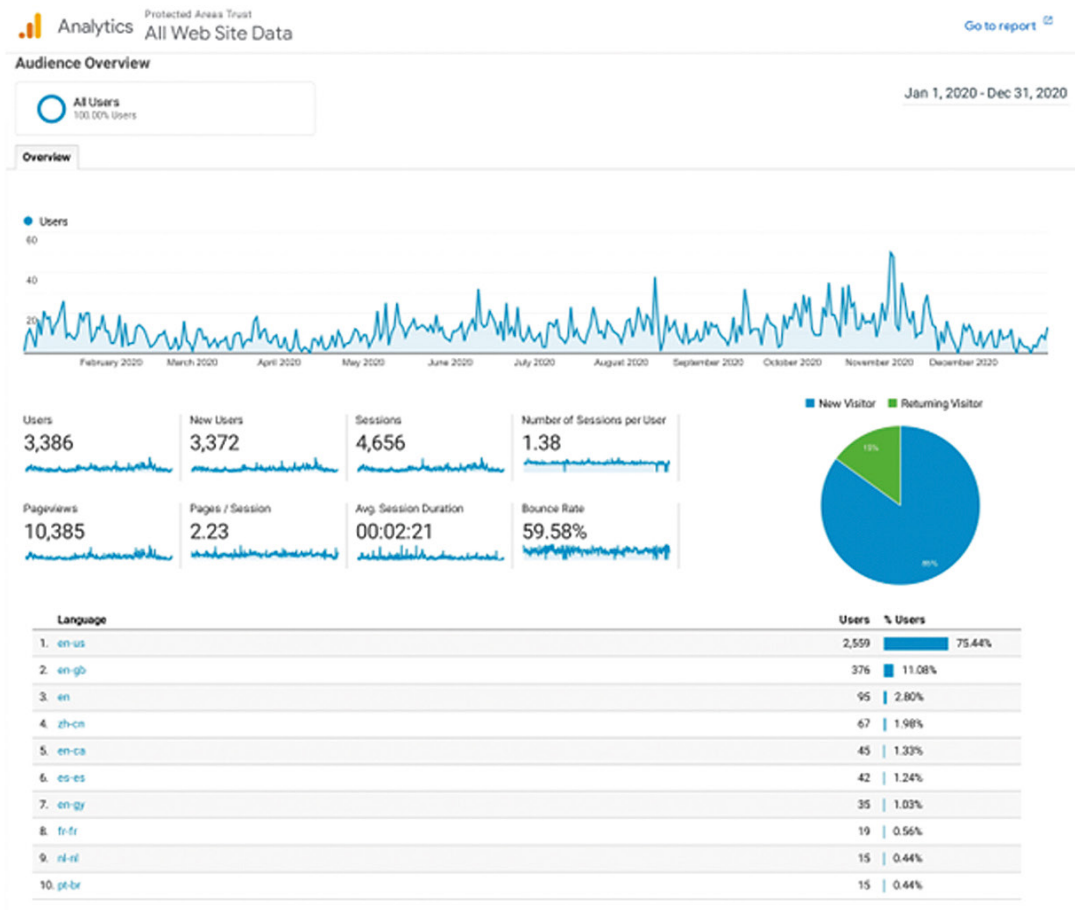 Analytics
Protected Areas Trust
All Web Site Data
Go to report
Audience Overview
All Users
100.00% Users
Jan 1, 2020 - Dec 31, 2020
Overview
Users
60
40
20
February 2020 March 2020 April 2020 May 2020 June 2020 July 2020 August 2020 September 2020 October 2020 November 2020 December 2020
New Visitor Returning Visitor
Users New Users Sessions Number of Sessions per User
3,386 3,372 4,656 1.38
Pageviews Pages / Session Avg. Session Duration Bounce Rate
10,385 2.23 00:02:21 59.58%
15%
85%
Language Users % Users
1. en-us 2,559 75.44%
2. en-gb 376 11.08%
3. en 95 2.80%
4. zh-cn 67 1.98%
5. en-ca 45 1.33%
6. es-es 42 1.24%
7. en-gy 35 1.03%
8. fr-fr 19 0.56%
9. nl-nl 15 0.44%
10. pt-br 15 0.44%